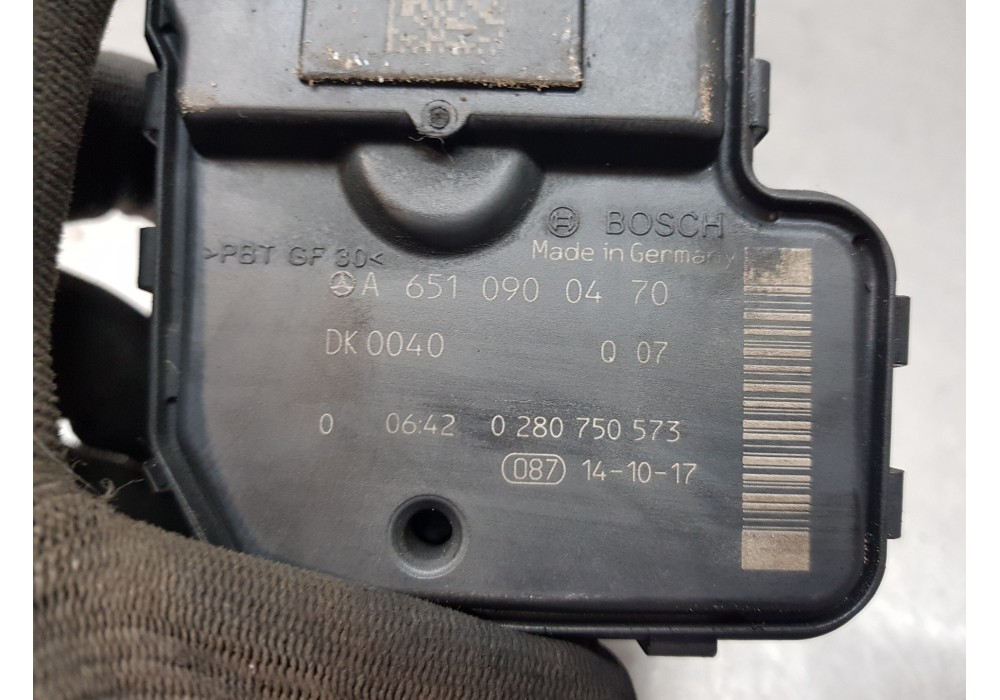 BOSCH
Made in Germany
>PBT GF 30<
A 651 090 04 70
DK 0040 Q 07
0 06:42 0 280 750 573
087 14-10-17